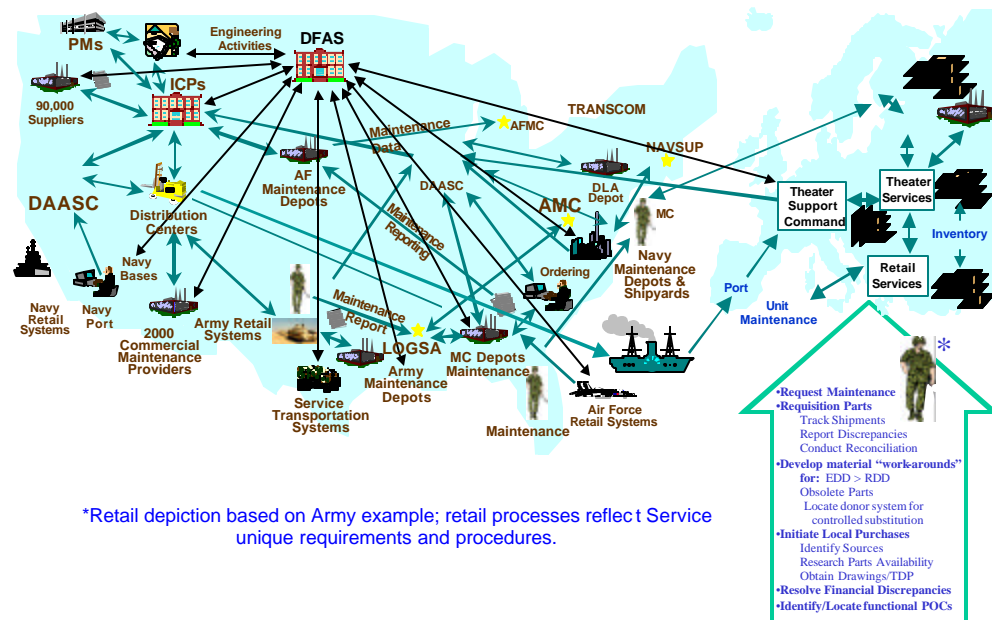 PMs
Engineering
Activities
DFAS
90,000
Suppliers
ICPs
TRANSCOM
Maintenance
Data
AFMC
NAVSUP
AF
Maintenance
Depots
DAASC
DLA
Depot
DAASC
Distribution
Centers
AMC
MC
Theater
Support
Command
Theater
Services
Inventory
Maintenance
Reporting
Navy
Bases
Ordering
Navy
Maintenance
Depots &
Shipyards
Retail
Services
Port
Unit
Maintenance
Navy
Retail
Systems
Navy
Port
2000
Commercial
Maintenance
Providers
Army Retail
Systems
Maintenance
Report
LOGSA
Army
Maintenance
Depots
MC Depots
Maintenance
Service
Transportation
Systems
Maintenance
Air Force
Retail Systems
*
•Request Maintenance
•Requisition Parts
Track Shipments
Report Discrepancies
Conduct Reconciliation
•Develop material “work-arounds”
for: EDD > RDD
Obsolete Parts
Locate donor system for
controlled substitution
•Initiate Local Purchases
Identify Sources
Research Parts Availability
Obtain Drawings/TDP
•Resolve Financial Discrepancies
•Identify/Locate functional POCs
*Retail depiction based on Army example; retail processes reflect Service
unique requirements and procedures.